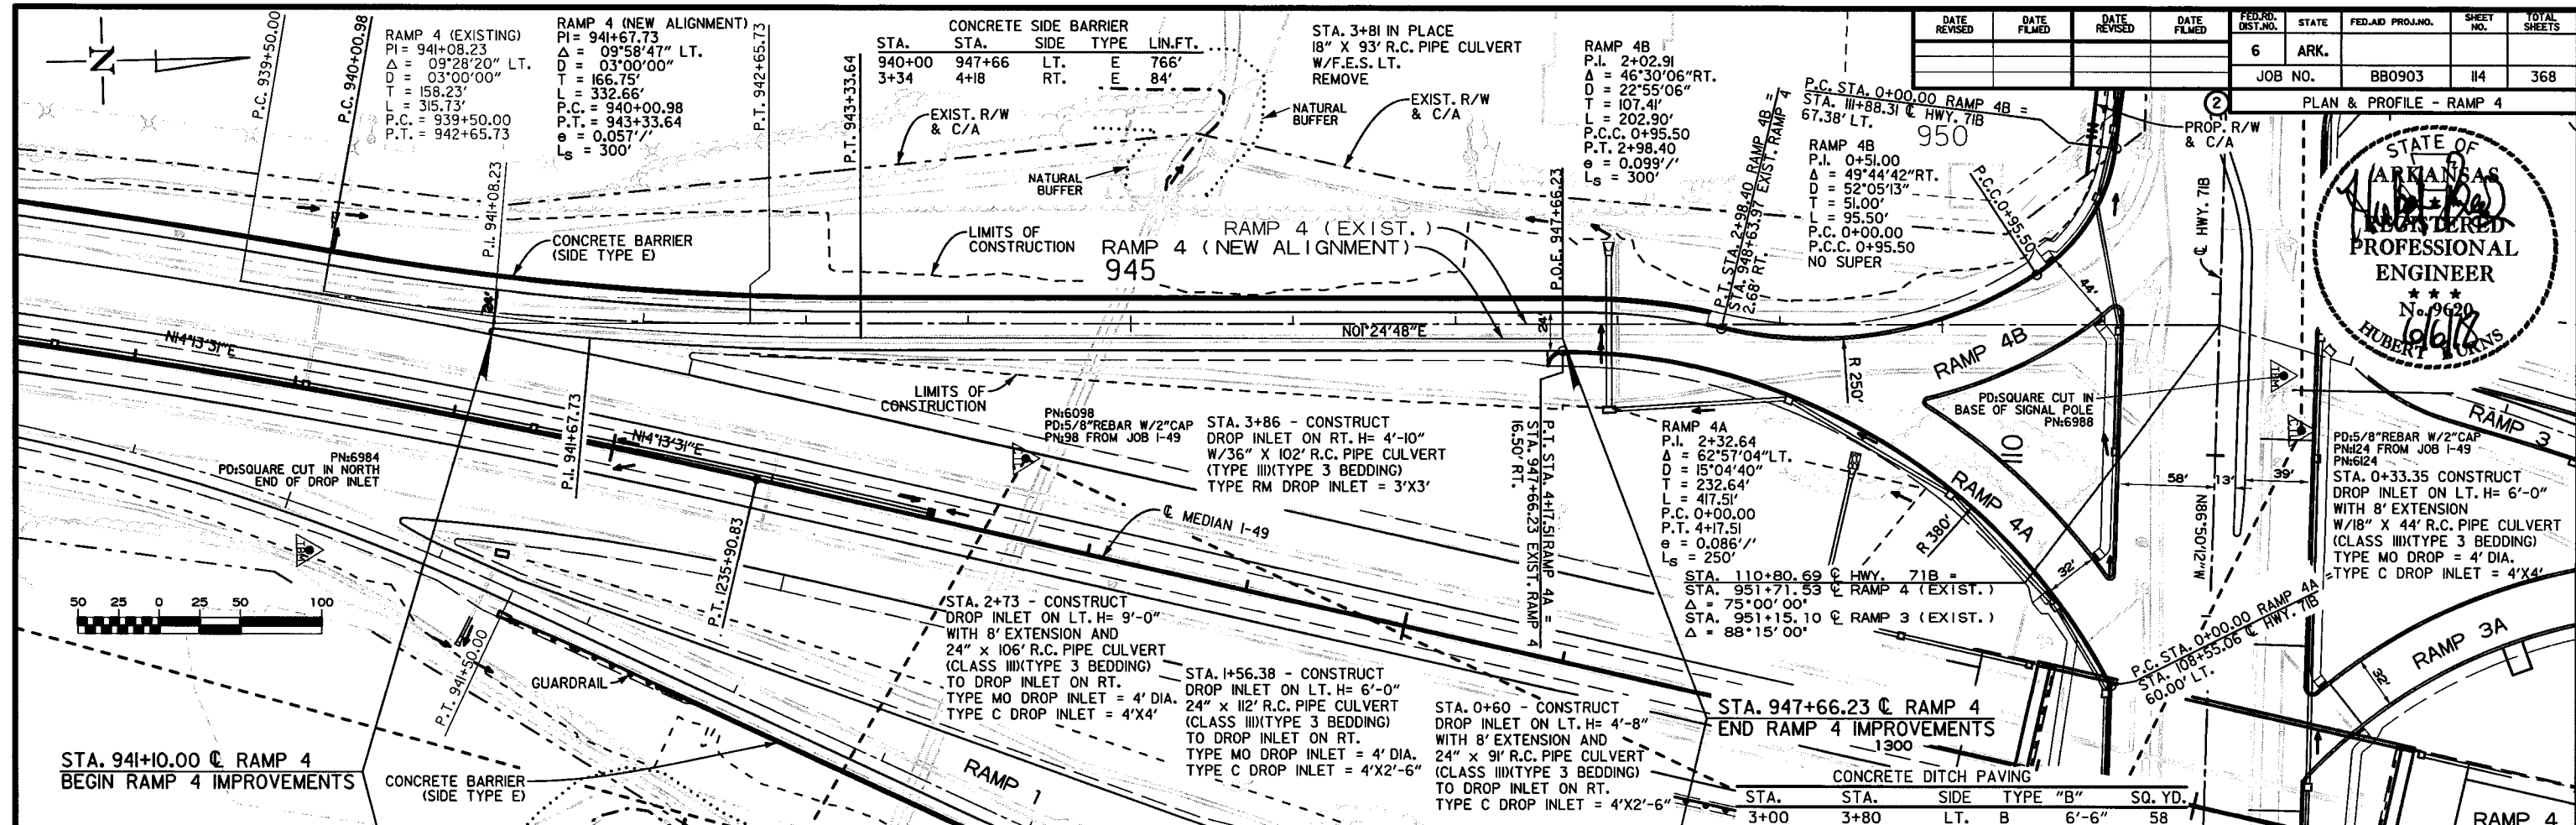 DATE REVISED
DATE FILMED
DATE REVISED
DATE FILMED
FED.RD. DIST.NO.
STATE
FED.AID PROJ.NO.
SHEET NO.
TOTAL SHEETS
6 ARK.
JOB NO. BB0903 114 368
2
PLAN & PROFILE - RAMP 4
N
P.C. 939+50.00
P.C. 940+00.98
RAMP 4 (EXISTING)
PI = 941+08.23
Δ = 09°28'20" LT.
D = 03°00'00"
T = 158.23'
L = 315.73'
P.C. = 939+50.00
P.T. = 942+65.73
RAMP 4 (NEW ALIGNMENT)
PI = 941+67.73
Δ = 09°58'47" LT.
D = 03°00'00"
T = 166.75'
L = 332.66'
P.C. = 940+00.98
P.T. = 943+33.64
e = 0.057'/'
Ls = 300'
P.I. 941+08.23
P.T. 942+65.73
P.T. 943+33.64
CONCRETE SIDE BARRIER
STA. STA. SIDE TYPE LIN.FT.
940+00 947+66 LT. E 766'
3+34 4+18 RT. E 84'
EXIST. R/W
& C/A
NATURAL
BUFFER
NATURAL
BUFFER
STA. 3+81 IN PLACE
18" X 93' R.C. PIPE CULVERT
W/F.E.S. LT.
REMOVE
EXIST. R/W
& C/A
RAMP 4B
P.I. 2+02.91
Δ = 46°30'06"RT.
D = 22°55'06"
T = 107.41'
L = 202.90'
P.C.C. 0+95.50
P.T. 2+98.40
e = 0.099'/'
Ls = 300'
P.C. STA. 0+00.00 RAMP 4B =
STA. 111+88.31 ℄ HWY. 71B
67.38' LT.
950
RAMP 4B
P.I. 0+51.00
Δ = 49°44'42"RT.
D = 52°05'13"
T = 51.00'
L = 95.50'
P.C. 0+00.00
P.C.C. 0+95.50
NO SUPER
P.T. STA. 2+98.40 RAMP 4B =
STA. 948+63.97 EXIST. RAMP 4
2.68' RT.
P.C.C. 0+95.50
PROP. R/W
& C/A
℄ HWY. 71B
STATE OF
ARKANSAS
★
REGISTERED
PROFESSIONAL
ENGINEER
★ ★ ★
No. 9620
HUBERT BURNS
CONCRETE BARRIER
(SIDE TYPE E)
LIMITS OF
CONSTRUCTION
RAMP 4 (EXIST.)
RAMP 4 (NEW ALIGNMENT)
945
P.O.E. 947+66.23
24'
24'
N01°24'48"E
44'
RAMP 4B
R 250'
N14°13'31"E
N14°13'31"E
P.I. 941+67.73
LIMITS OF
CONSTRUCTION
PN:6098
PD:5/8"REBAR W/2"CAP
PN:98 FROM JOB I-49
STA. 3+86 - CONSTRUCT
DROP INLET ON RT. H= 4'-10"
W/36" X 102' R.C. PIPE CULVERT
(TYPE III)(TYPE 3 BEDDING)
TYPE RM DROP INLET = 3'X3'
P.T. STA. 4+17.51 RAMP 4A =
STA. 947+66.23 EXIST. RAMP 4
16.50' RT.
RAMP 4A
P.I. 2+32.64
Δ = 62°57'04"LT.
D = 15°04'40"
T = 232.64'
L = 417.51'
P.C. 0+00.00
P.T. 4+17.51
e = 0.086'/'
Ls = 250'
PD:SQUARE CUT IN
BASE OF SIGNAL POLE
PN:6988
110
RAMP 4A
R 380'
32'
58'
13'
39'
N86°50'12"W
RAMP 3
PD:5/8"REBAR W/2"CAP
PN:124 FROM JOB I-49
PN:6124
STA. 0+33.35 CONSTRUCT
DROP INLET ON LT. H= 6'-0"
WITH 8' EXTENSION
W/18" X 44' R.C. PIPE CULVERT
(CLASS III)(TYPE 3 BEDDING)
TYPE MO DROP = 4' DIA.
TYPE C DROP INLET = 4'X4'
PN:6984
PD:SQUARE CUT IN NORTH
END OF DROP INLET
℄ MEDIAN I-49
P.T. 1235+90.83
STA. 110+80.69 ℄ HWY. 71B =
STA. 951+71.53 ℄ RAMP 4 (EXIST.)
Δ = 75°00'00"
STA. 951+15.10 ℄ RAMP 3 (EXIST.)
Δ = 88°15'00"
P.C. STA. 0+00.00 RAMP 4A =
STA. 108+55.06 ℄ HWY. 71B
60.00' LT.
RAMP 3A
32'
50 25 0 25 50 100
P.T. 941+50.00
GUARDRAIL
STA. 2+73 - CONSTRUCT
DROP INLET ON LT. H= 9'-0"
WITH 8' EXTENSION AND
24" x 106' R.C. PIPE CULVERT
(CLASS III)(TYPE 3 BEDDING)
TO DROP INLET ON RT.
TYPE MO DROP INLET = 4' DIA.
TYPE C DROP INLET = 4'X4'
STA. 1+56.38 - CONSTRUCT
DROP INLET ON LT. H= 6'-0"
24" x 112' R.C. PIPE CULVERT
(CLASS III)(TYPE 3 BEDDING)
TO DROP INLET ON RT.
TYPE MO DROP INLET = 4' DIA.
TYPE C DROP INLET = 4'X2'-6"
STA. 0+60 - CONSTRUCT
DROP INLET ON LT. H= 4'-8"
WITH 8' EXTENSION AND
24" x 91' R.C. PIPE CULVERT
(CLASS III)(TYPE 3 BEDDING)
TO DROP INLET ON RT.
TYPE C DROP INLET = 4'X2'-6"
STA. 947+66.23 ℄ RAMP 4
END RAMP 4 IMPROVEMENTS
1300
STA. 941+10.00 ℄ RAMP 4
BEGIN RAMP 4 IMPROVEMENTS
CONCRETE BARRIER
(SIDE TYPE E)
RAMP 1
CONCRETE DITCH PAVING
STA. STA. SIDE TYPE "B" SQ. YD.
3+00 3+80 LT. B 6'-6" 58
RAMP 4